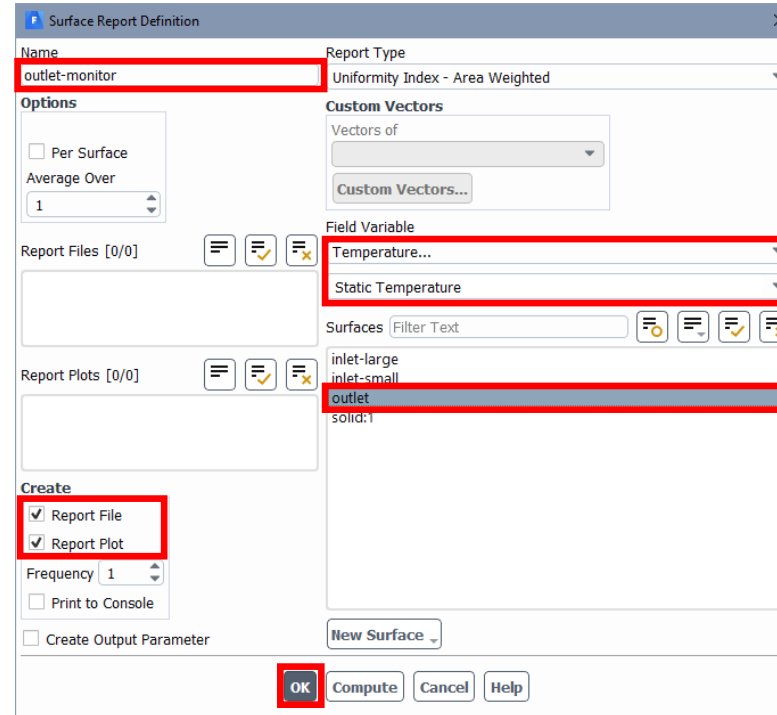 Surface Report Definition
Name
outlet-monitor
Options
Per Surface
Average Over
1
Report Files [0/0]
Report Plots [0/0]
Create
Report File
Report Plot
Frequency 1
Print to Console
Create Output Parameter
Report Type
Uniformity Index - Area Weighted
Custom Vectors
Vectors of
Custom Vectors...
Field Variable
Temperature...
Static Temperature
Surfaces Filter Text
inlet-large
inlet-small
outlet
solid:1
New Surface
OK Compute Cancel Help